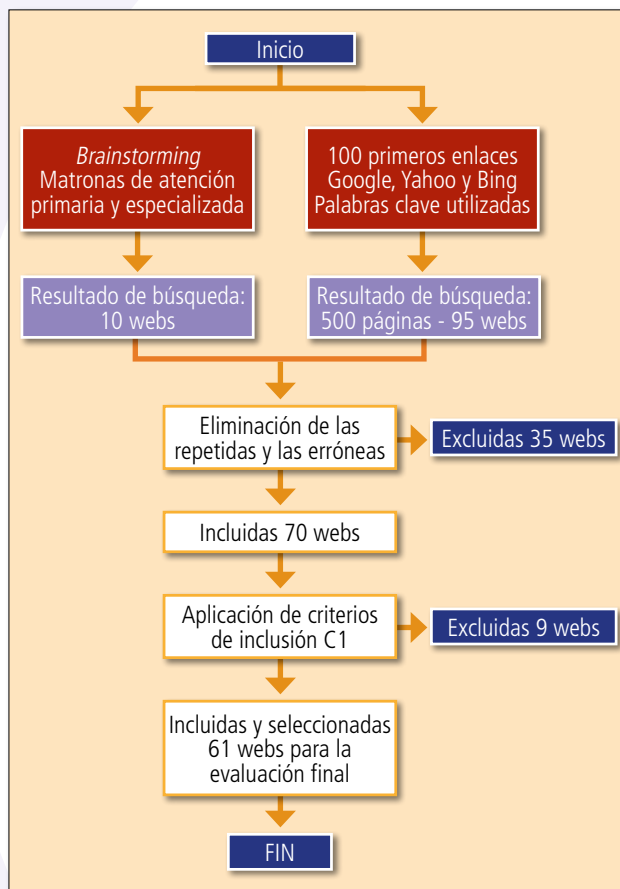 Inicio
Brainstorming
Matronas de atención
primaria y especializada
100 primeros enlaces
Google, Yahoo y Bing
Palabras clave utilizadas
Resultado de búsqueda:
10 webs
Resultado de búsqueda:
500 páginas - 95 webs
Eliminación de las
repetidas y las erróneas
Excluidas 35 webs
Incluidas 70 webs
Aplicación de criterios
de inclusión C1
Excluidas 9 webs
Incluidas y seleccionadas
61 webs para la
evaluación final
FIN